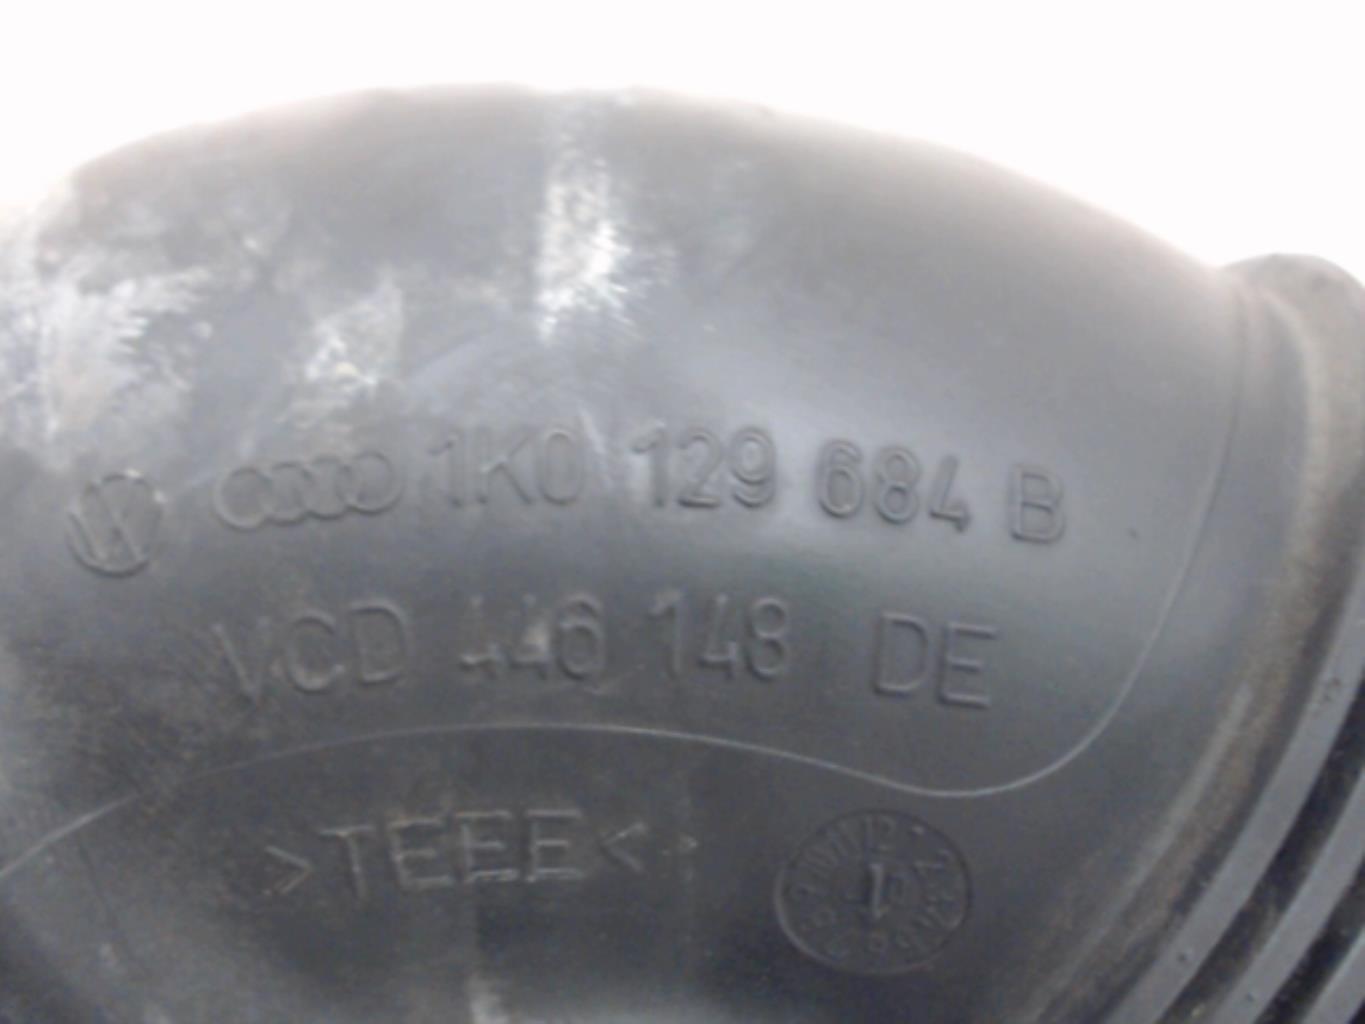 1K0 129 684 B
VCD 446 148 DE
>TEEE<